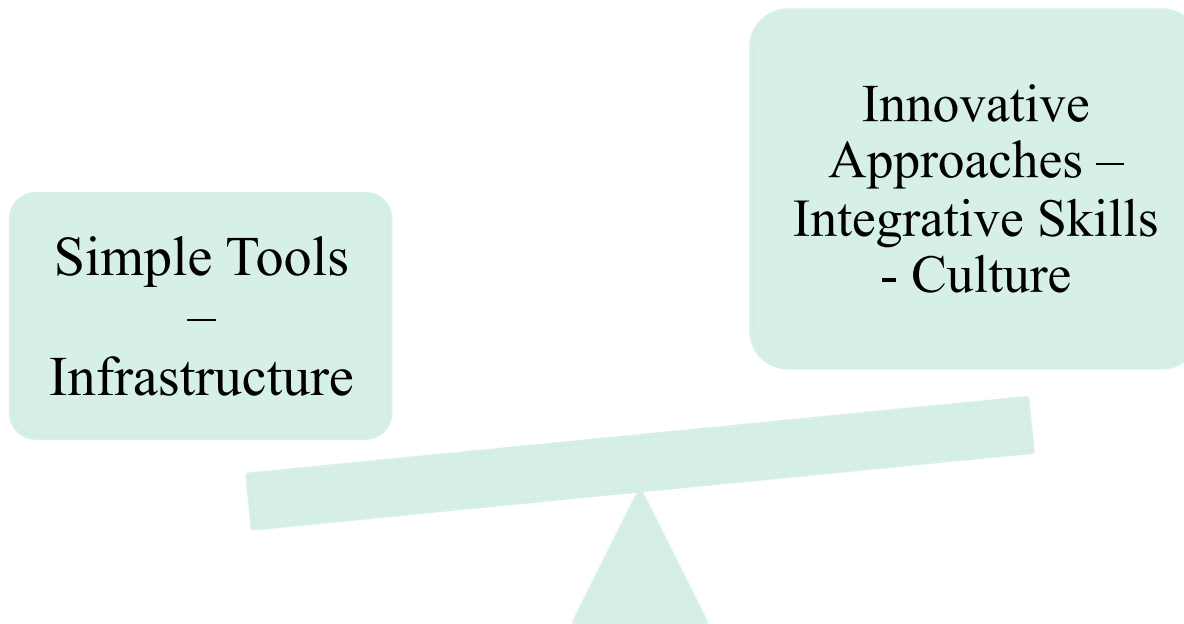 Simple Tools
–
Infrastructure
Innovative
Approaches –
Integrative Skills
- Culture